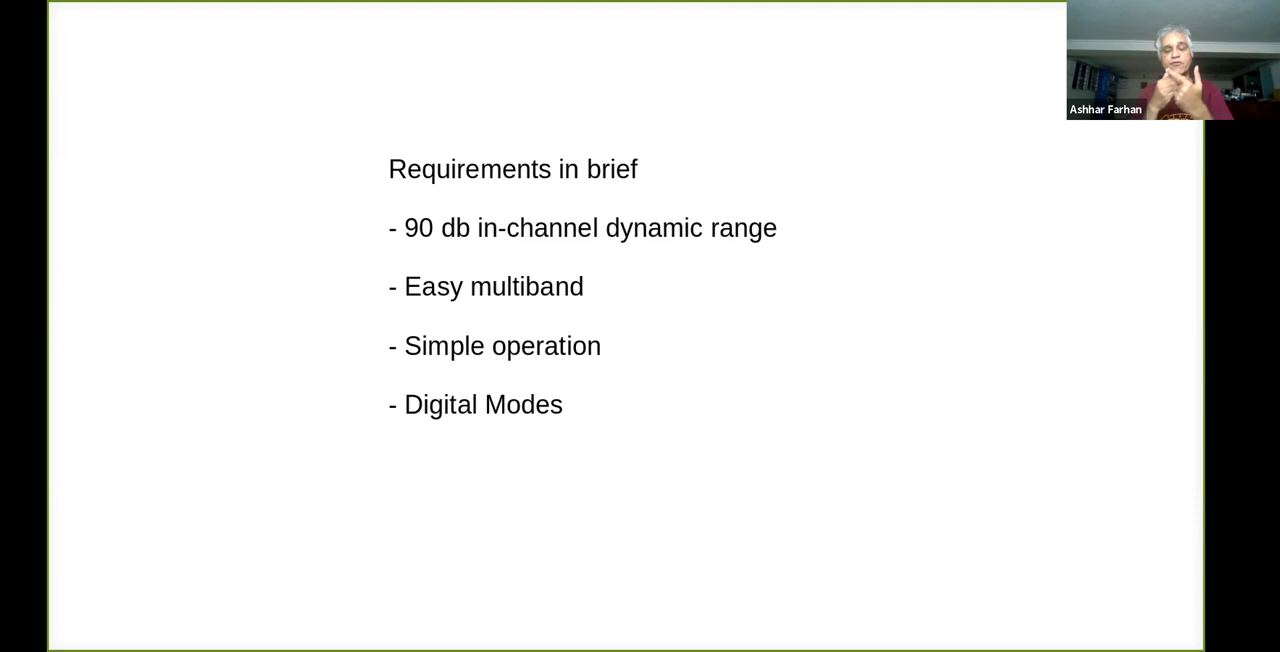 Ashhar Farhan
Requirements in brief
- 90 db in-channel dynamic range
- Easy multiband
- Simple operation
- Digital Modes